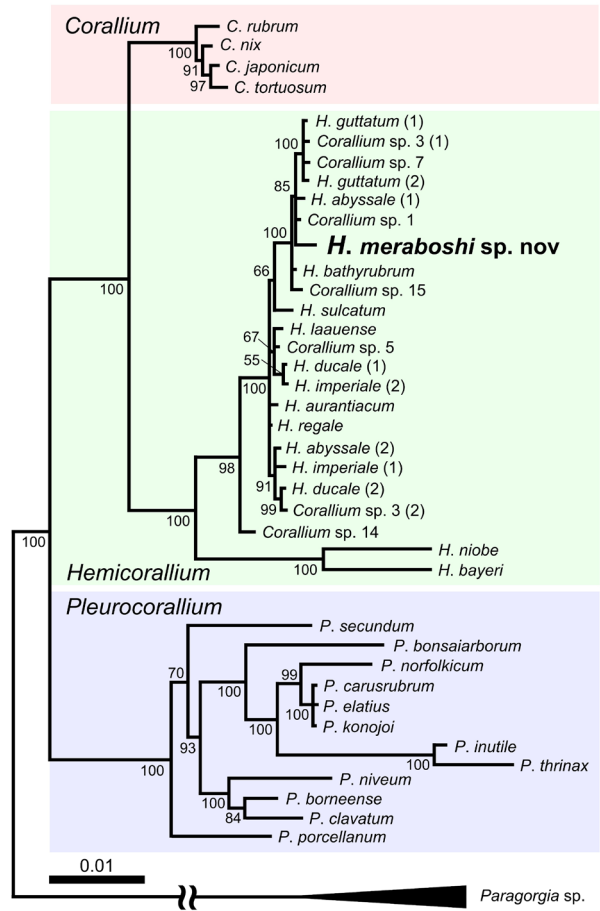 Corallium
C. rubrum
C. nix
100
C. japonicum
91
C. tortuosum
97
H. guttatum (1)
Corallium sp. 3 (1)
100
Corallium sp. 7
H. guttatum (2)
85
H. abyssale (1)
Corallium sp. 1
100
H. meraboshi sp. nov
66
H. bathyrubrum
100
Corallium sp. 15
H. sulcatum
H. laauense
67
Corallium sp. 5
55
H. ducale (1)
100
H. imperiale (2)
H. aurantiacum
H. regale
H. abyssale (2)
98
H. imperiale (1)
91
H. ducale (2)
99
Corallium sp. 3 (2)
100
Corallium sp. 14
100
H. niobe
Hemicorallium
100
H. bayeri
Pleurocorallium
P. secundum
P. bonsaiarborum
70
99
P. norfolkicum
100
P. carusrubrum
P. elatius
100
P. konojoi
100
93
P. inutile
100
P. thrinax
100
P. niveum
100
P. borneense
84
P. clavatum
P. porcellanum
0.01
Paragorgia sp.